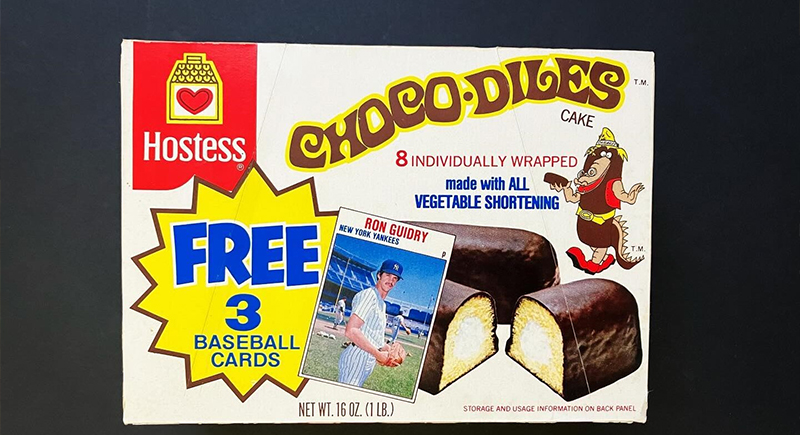 Hostess®
CHOCO·DILES T.M.
CAKE
8 INDIVIDUALLY WRAPPED
made with ALL
VEGETABLE SHORTENING
T.M.
FREE
3
BASEBALL
CARDS
RON GUIDRY
NEW YORK YANKEES
P
NET WT. 16 OZ. (1 LB.)
STORAGE AND USAGE INFORMATION ON BACK PANEL